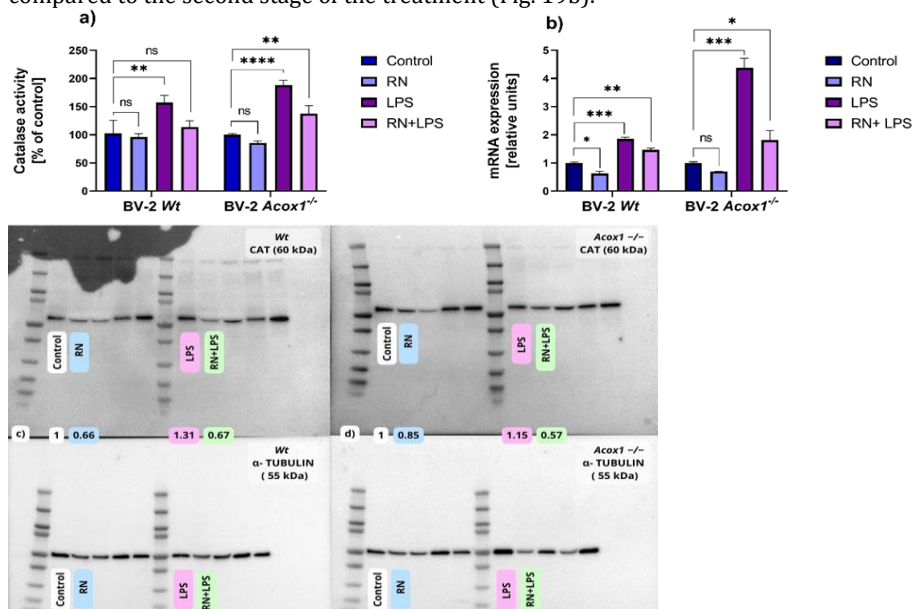 compared to the second stage of the treatment (Fig. 19b).
a)
Catalase activity
[% of control]
250
200
150
100
50
0
ns
**
ns
**
****
ns
BV-2 Wt
BV-2 Acox1-/-
Control
RN
LPS
RN+LPS
b)
mRNA expression
[relative units]
5
4
3
2
1
0
**
***
*
*
***
ns
BV-2 Wt
BV-2 Acox1-/-
Control
RN
LPS
RN+ LPS
Wt
CAT (60 kDa)
Control
RN
LPS
RN+LPS
c)
1
0.66
1.31
0.67
Acox1 −/−
CAT (60 kDa)
Control
RN
LPS
RN+LPS
d)
1
0.85
1.15
0.57
Wt
α- TUBULIN
( 55 kDa)
Control
RN
LPS
RN+LPS
Acox1 −/−
α- TUBULIN
( 55 kDa)
Control
RN
LPS
RN+LPS